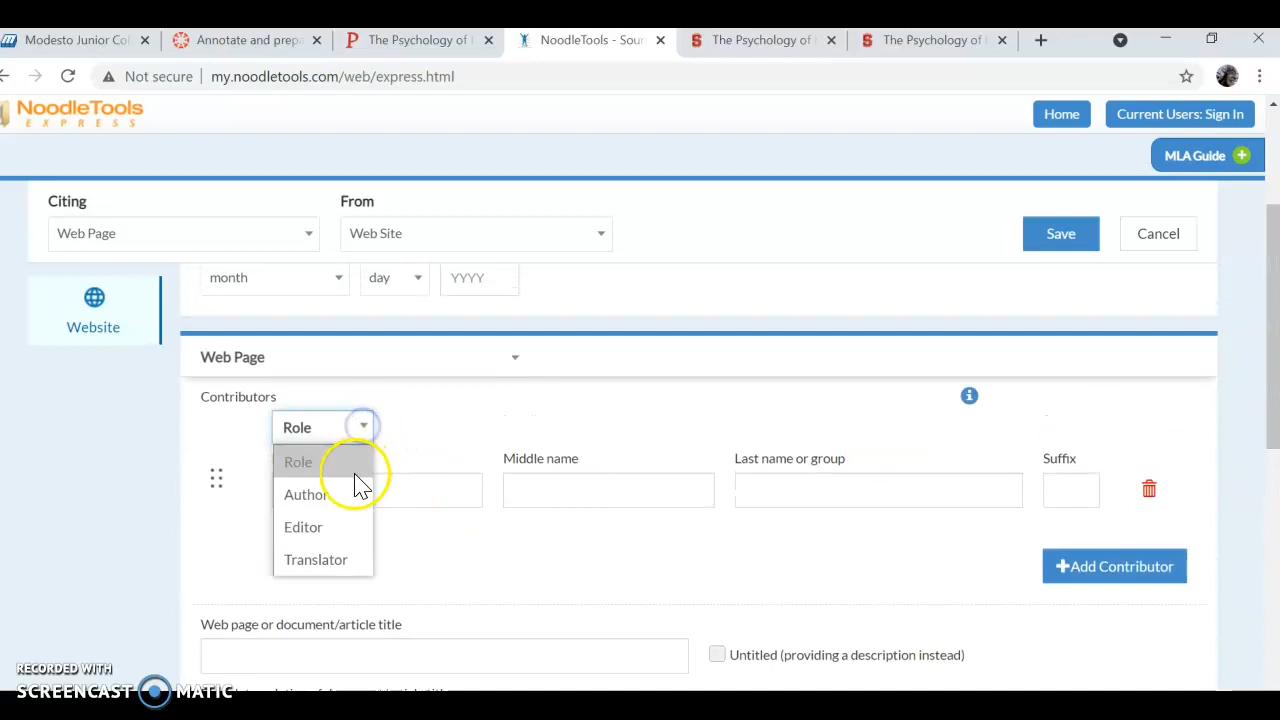 Modesto Junior Col
Annotate and prepa
The Psychology of
NoodleTools - Sour
The Psychology of
The Psychology of
Not secure
my.noodletools.com/web/express.html
NoodleTools
EXPRESS
Home
Current Users: Sign In
MLA Guide
Citing
From
Web Page
Web Site
Save
Cancel
month
day
YYYY
Website
Web Page
Contributors
Role
Role
Middle name
Last name or group
Suffix
Author
Editor
Translator
+Add Contributor
Web page or document/article title
Untitled (providing a description instead)
RECORDED WITH
SCREENCAST MATIC